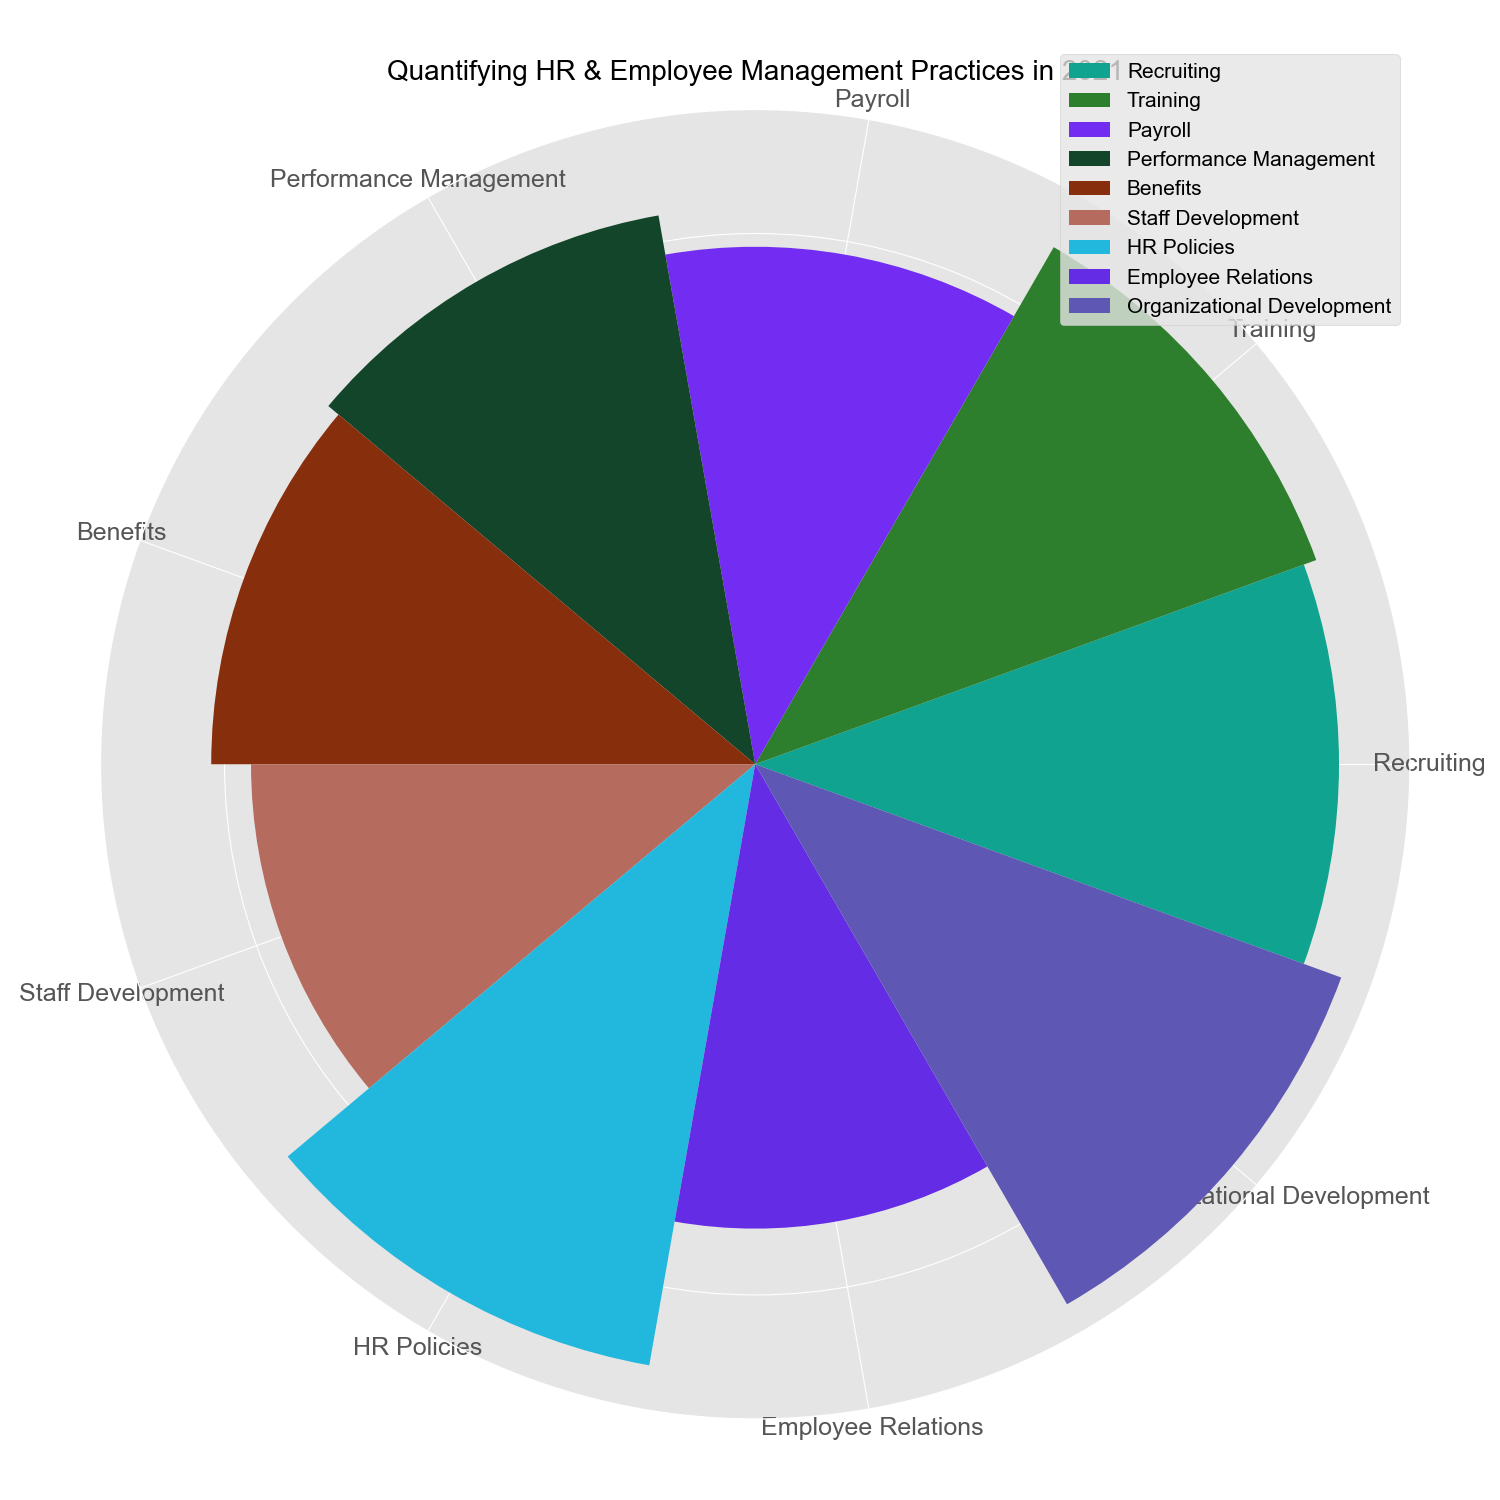 Quantifying HR & Employee Management Practices in 2021
Recruiting
Training
Payroll
Performance Management
Benefits
Staff Development
HR Policies
Employee Relations
Organizational Development
Payroll
Performance Management
Training
Benefits
Recruiting
Staff Development
ational Development
HR Policies
Employee Relations